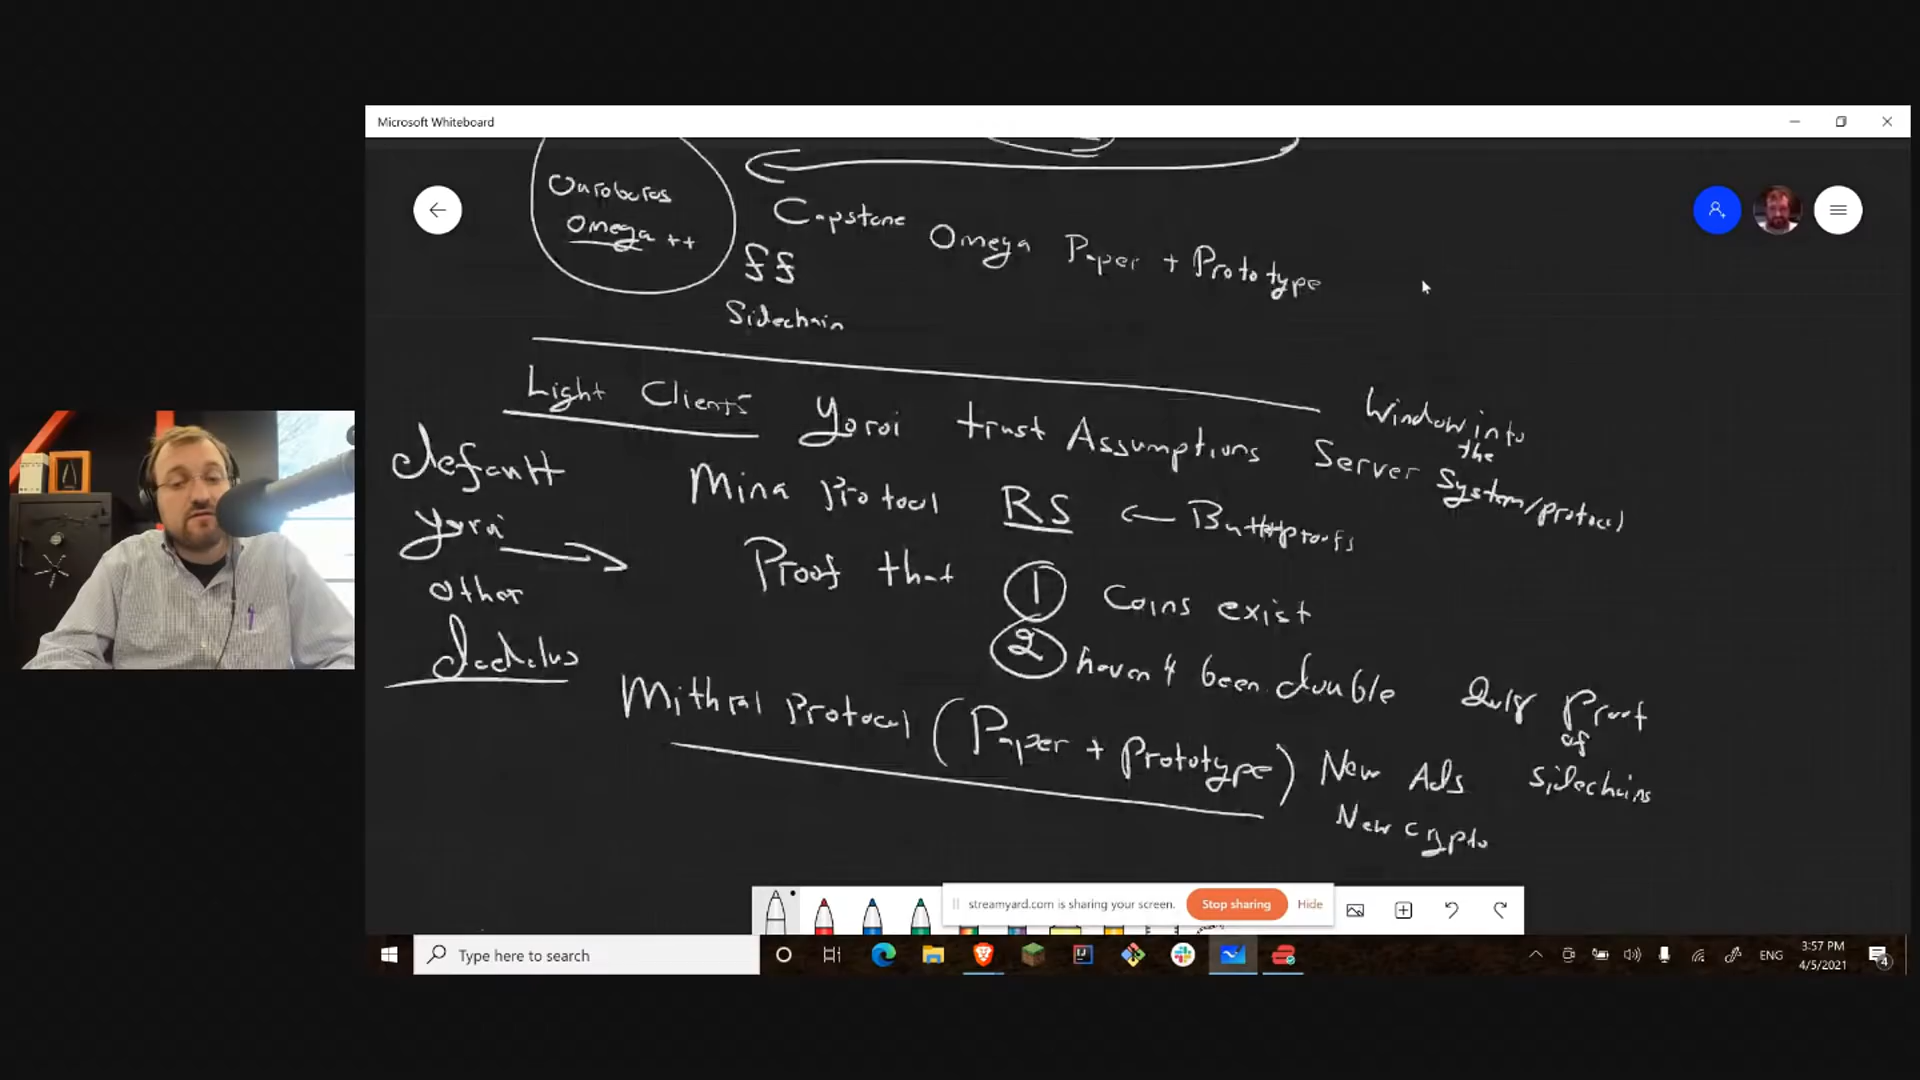 Microsoft Whiteboard
Ouroboros
Omega ++
Capstone Omega Paper + Prototype
Sidechain
Light Clients Yoroi trust Assumptions Server
Window into
the
System/protocol
default
Yoroi
other
Daedalus
Mina Protocol RS ← Bulletproofs
Proof that ① Coins exist
② haven't been double
Mithral Protocol (Paper + Prototype) New Ads
New Crypto
Proof
of
Sidechains
streamyard.com is sharing your screen. Stop sharing Hide
Type here to search
ENG
3:57 PM
4/5/2021
4